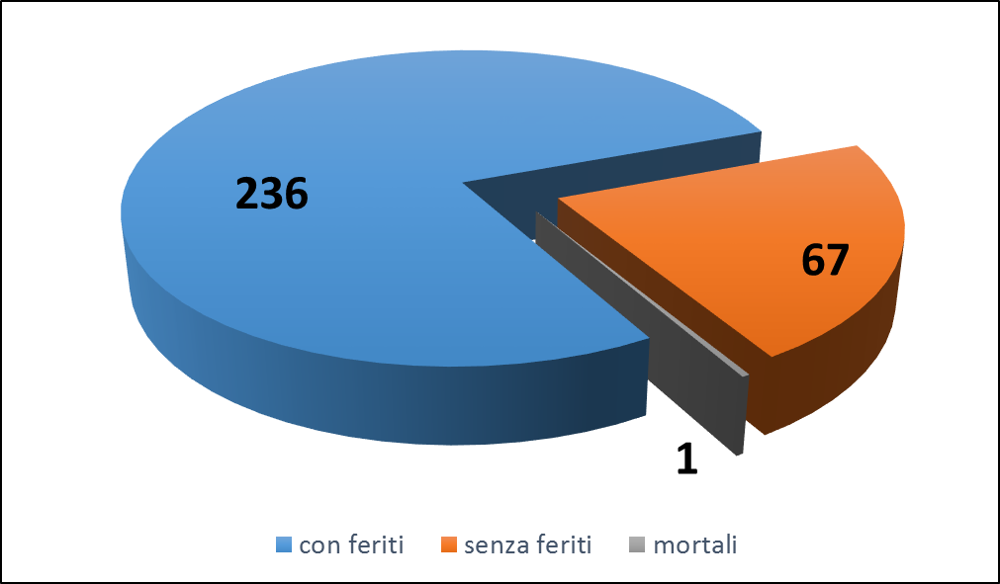 236
67
1
con feriti senza feriti mortali